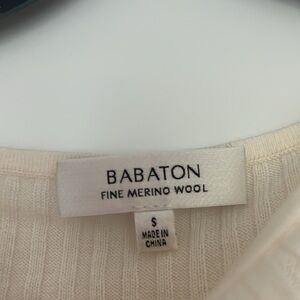 BABATON
FINE MERINO WOOL
S
MADE IN
CHINA